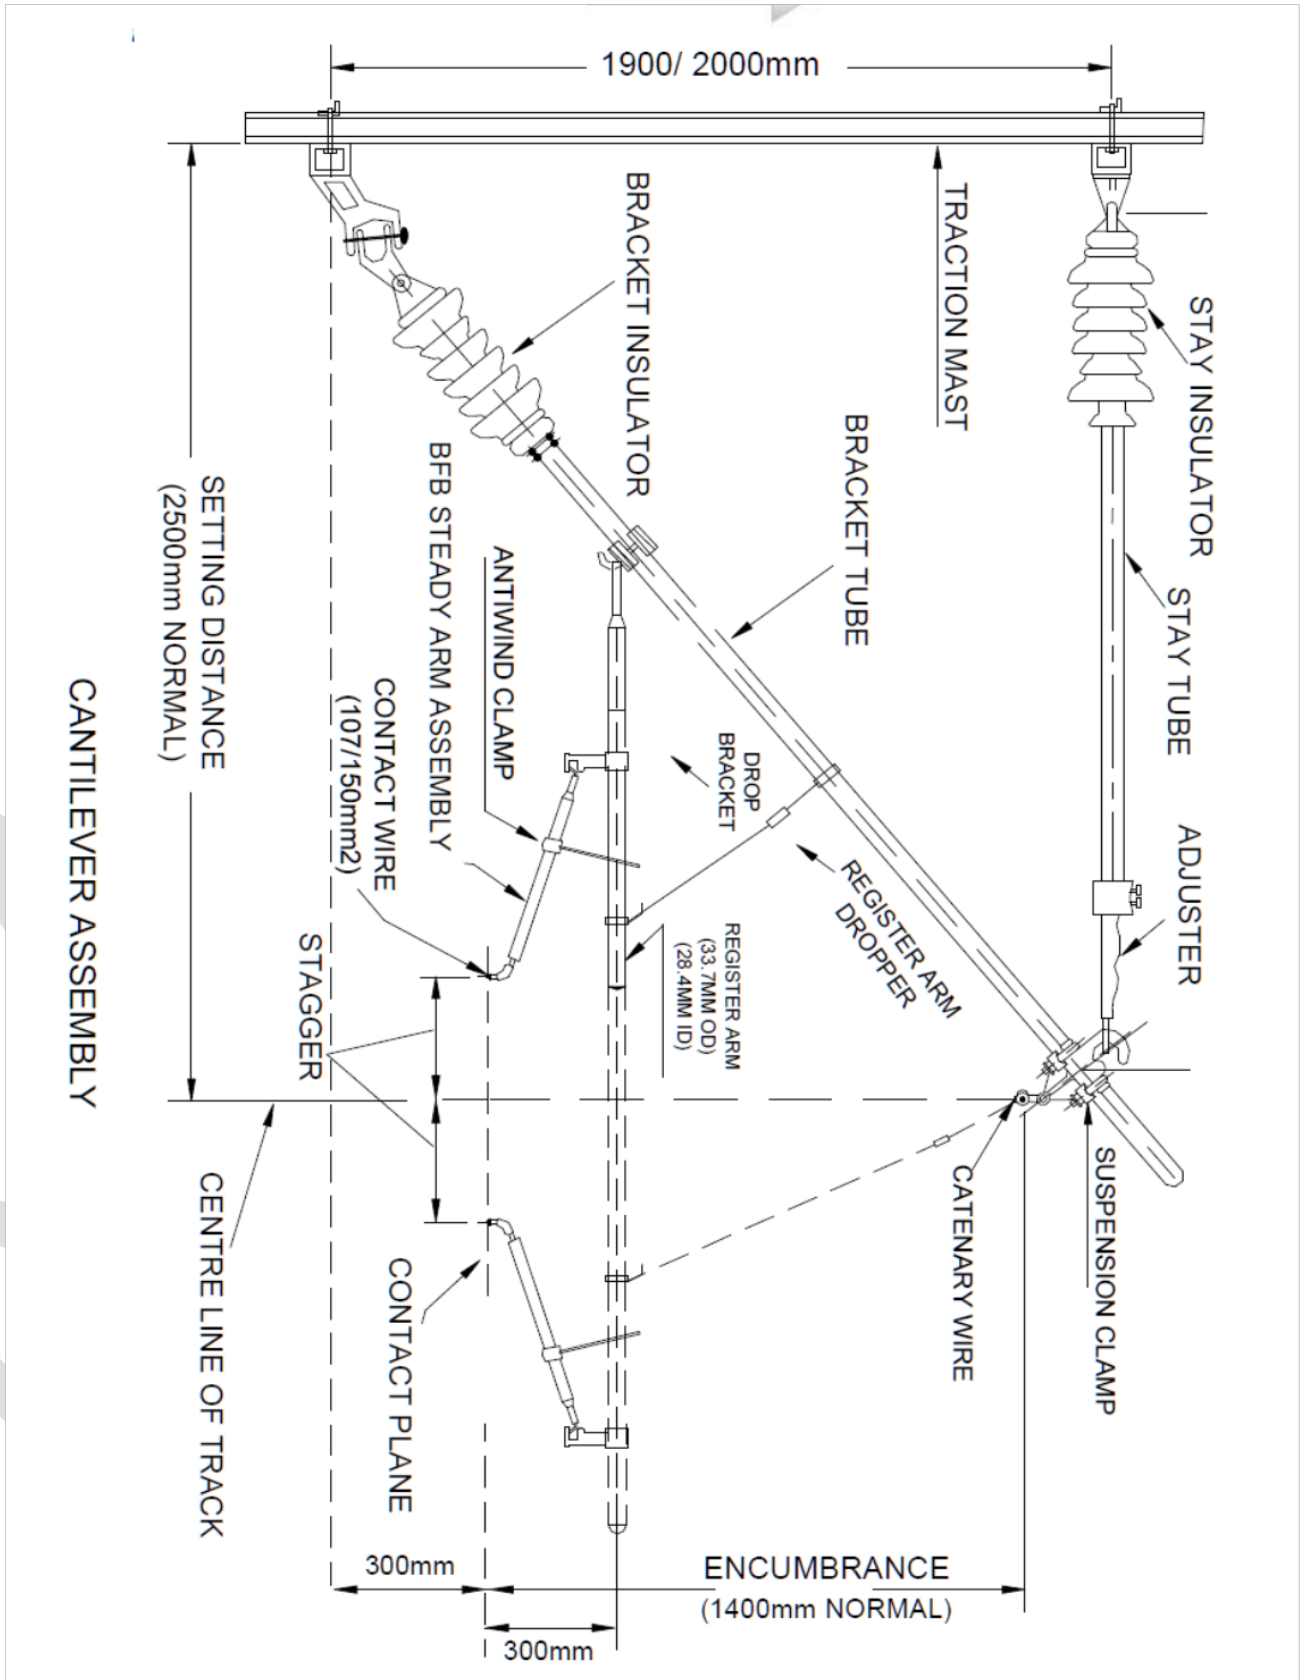 1900/ 2000mm
TRACTION MAST
STAY INSULATOR
BRACKET INSULATOR
BRACKET TUBE
STAY TUBE
BFB STEADY ARM ASSEMBLY
ANTIWIND CLAMP
SETTING DISTANCE
(2500mm NORMAL)
CONTACT WIRE
(107/150mm2)
DROP
BRACKET
REGISTER ARM
DROPPER
ADJUSTER
REGISTER ARM
(33.7MM OD)
(28.4MM ID)
STAGGER
CANTILEVER ASSEMBLY
CENTRE LINE OF TRACK
CONTACT PLANE
CATENARY WIRE
SUSPENSION CLAMP
300mm
ENCUMBRANCE
(1400mm NORMAL)
300mm